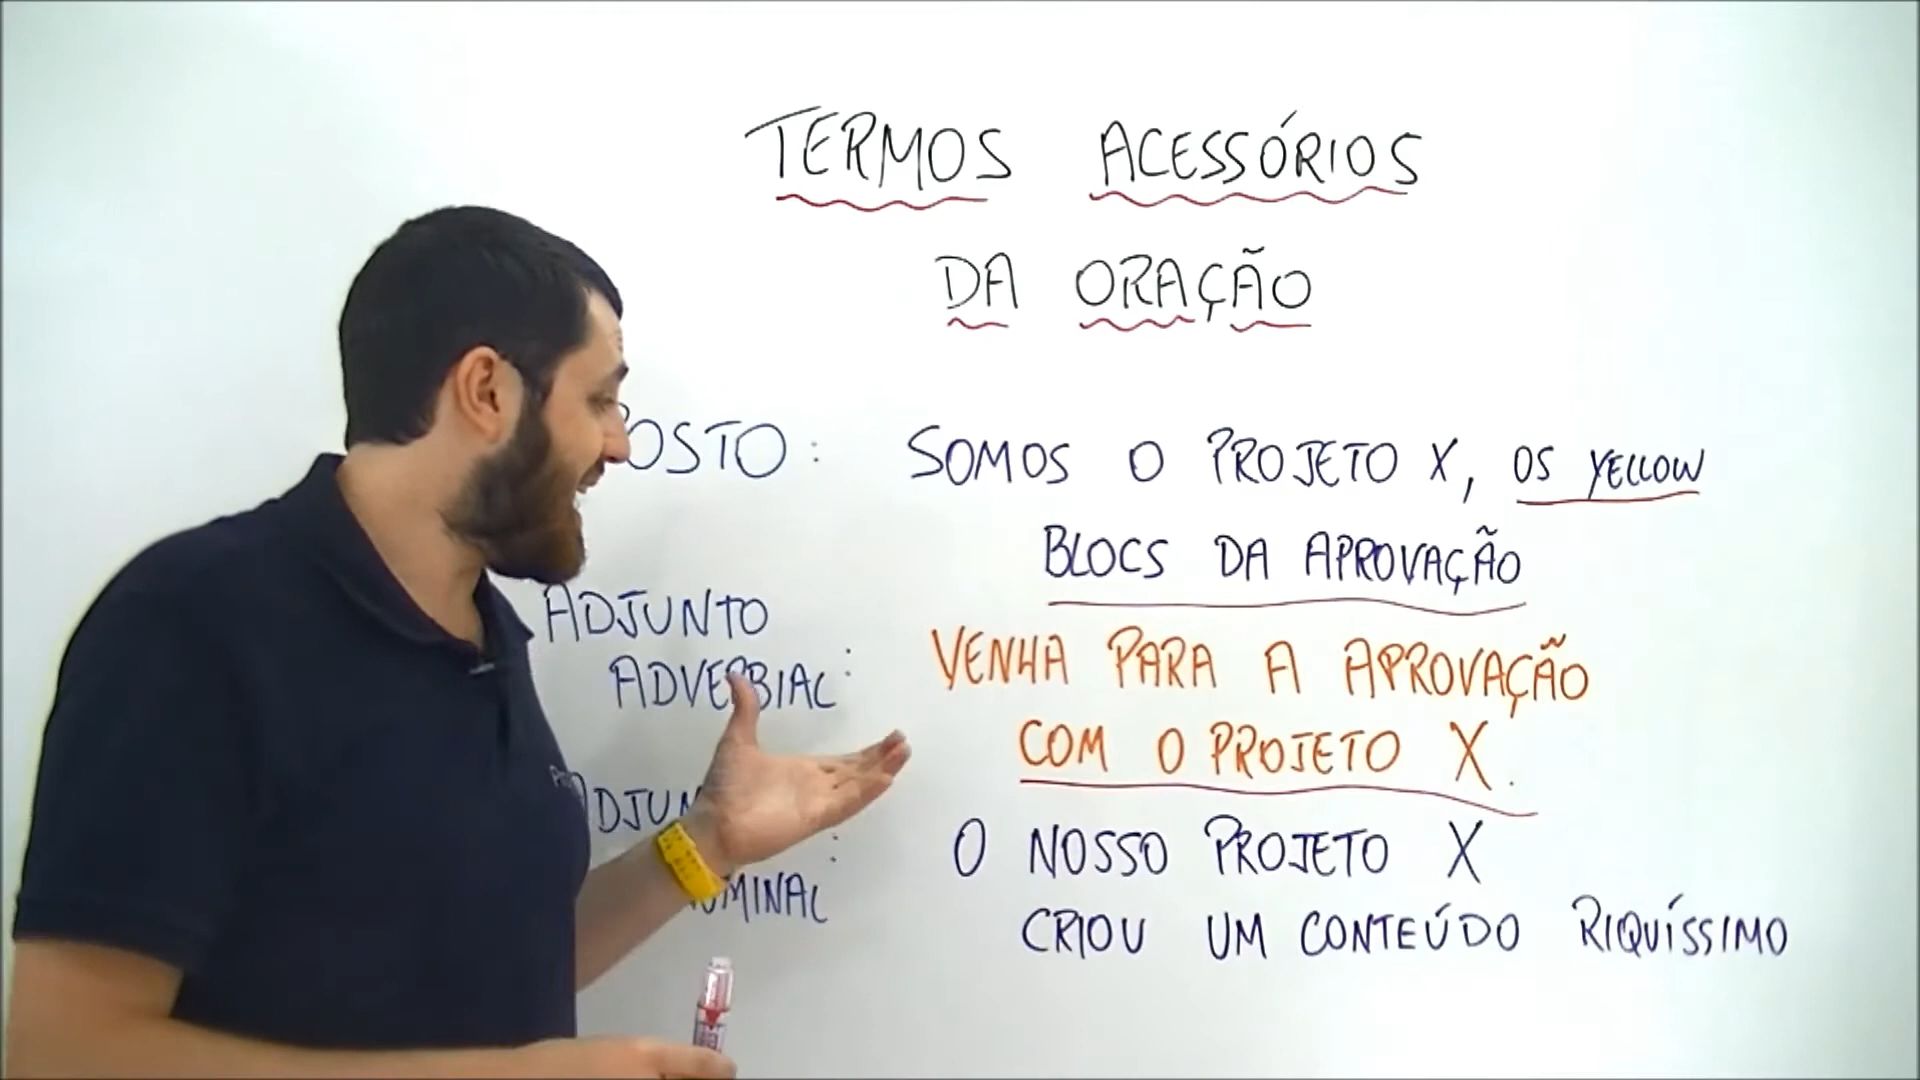 TERMOS ACESSÓRIOS
DA ORAÇÃO
POSTO: SOMOS O PROJETO X, OS YELLOW
BLOCS DA APROVAÇÃO
ADJUNTO
ADVERBIAL: VENHA PARA A APROVAÇÃO
COM O PROJETO X.
O NOSSO PROJETO X
CRIOU UM CONTEÚDO RIQUÍSSIMO